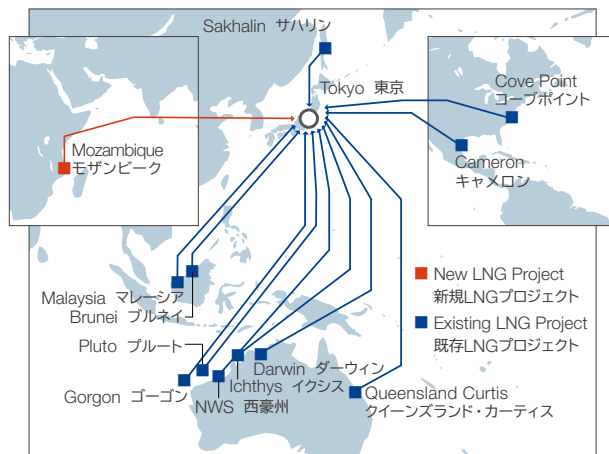 Sakhalin サハリン
Tokyo 東京
Cove Point
コーブポイント
Mozambique
モザンビーク
Cameron
キャメロン
Malaysia マレーシア
Brunei ブルネイ
New LNG Project
新規LNGプロジェクト
Existing LNG Project
既存LNGプロジェクト
Pluto プルート
Darwin ダーウィン
Ichthys イクシス
Gorgon ゴーゴン
NWS 西豪州
Queensland Curtis
クイーンズランド・カーティス